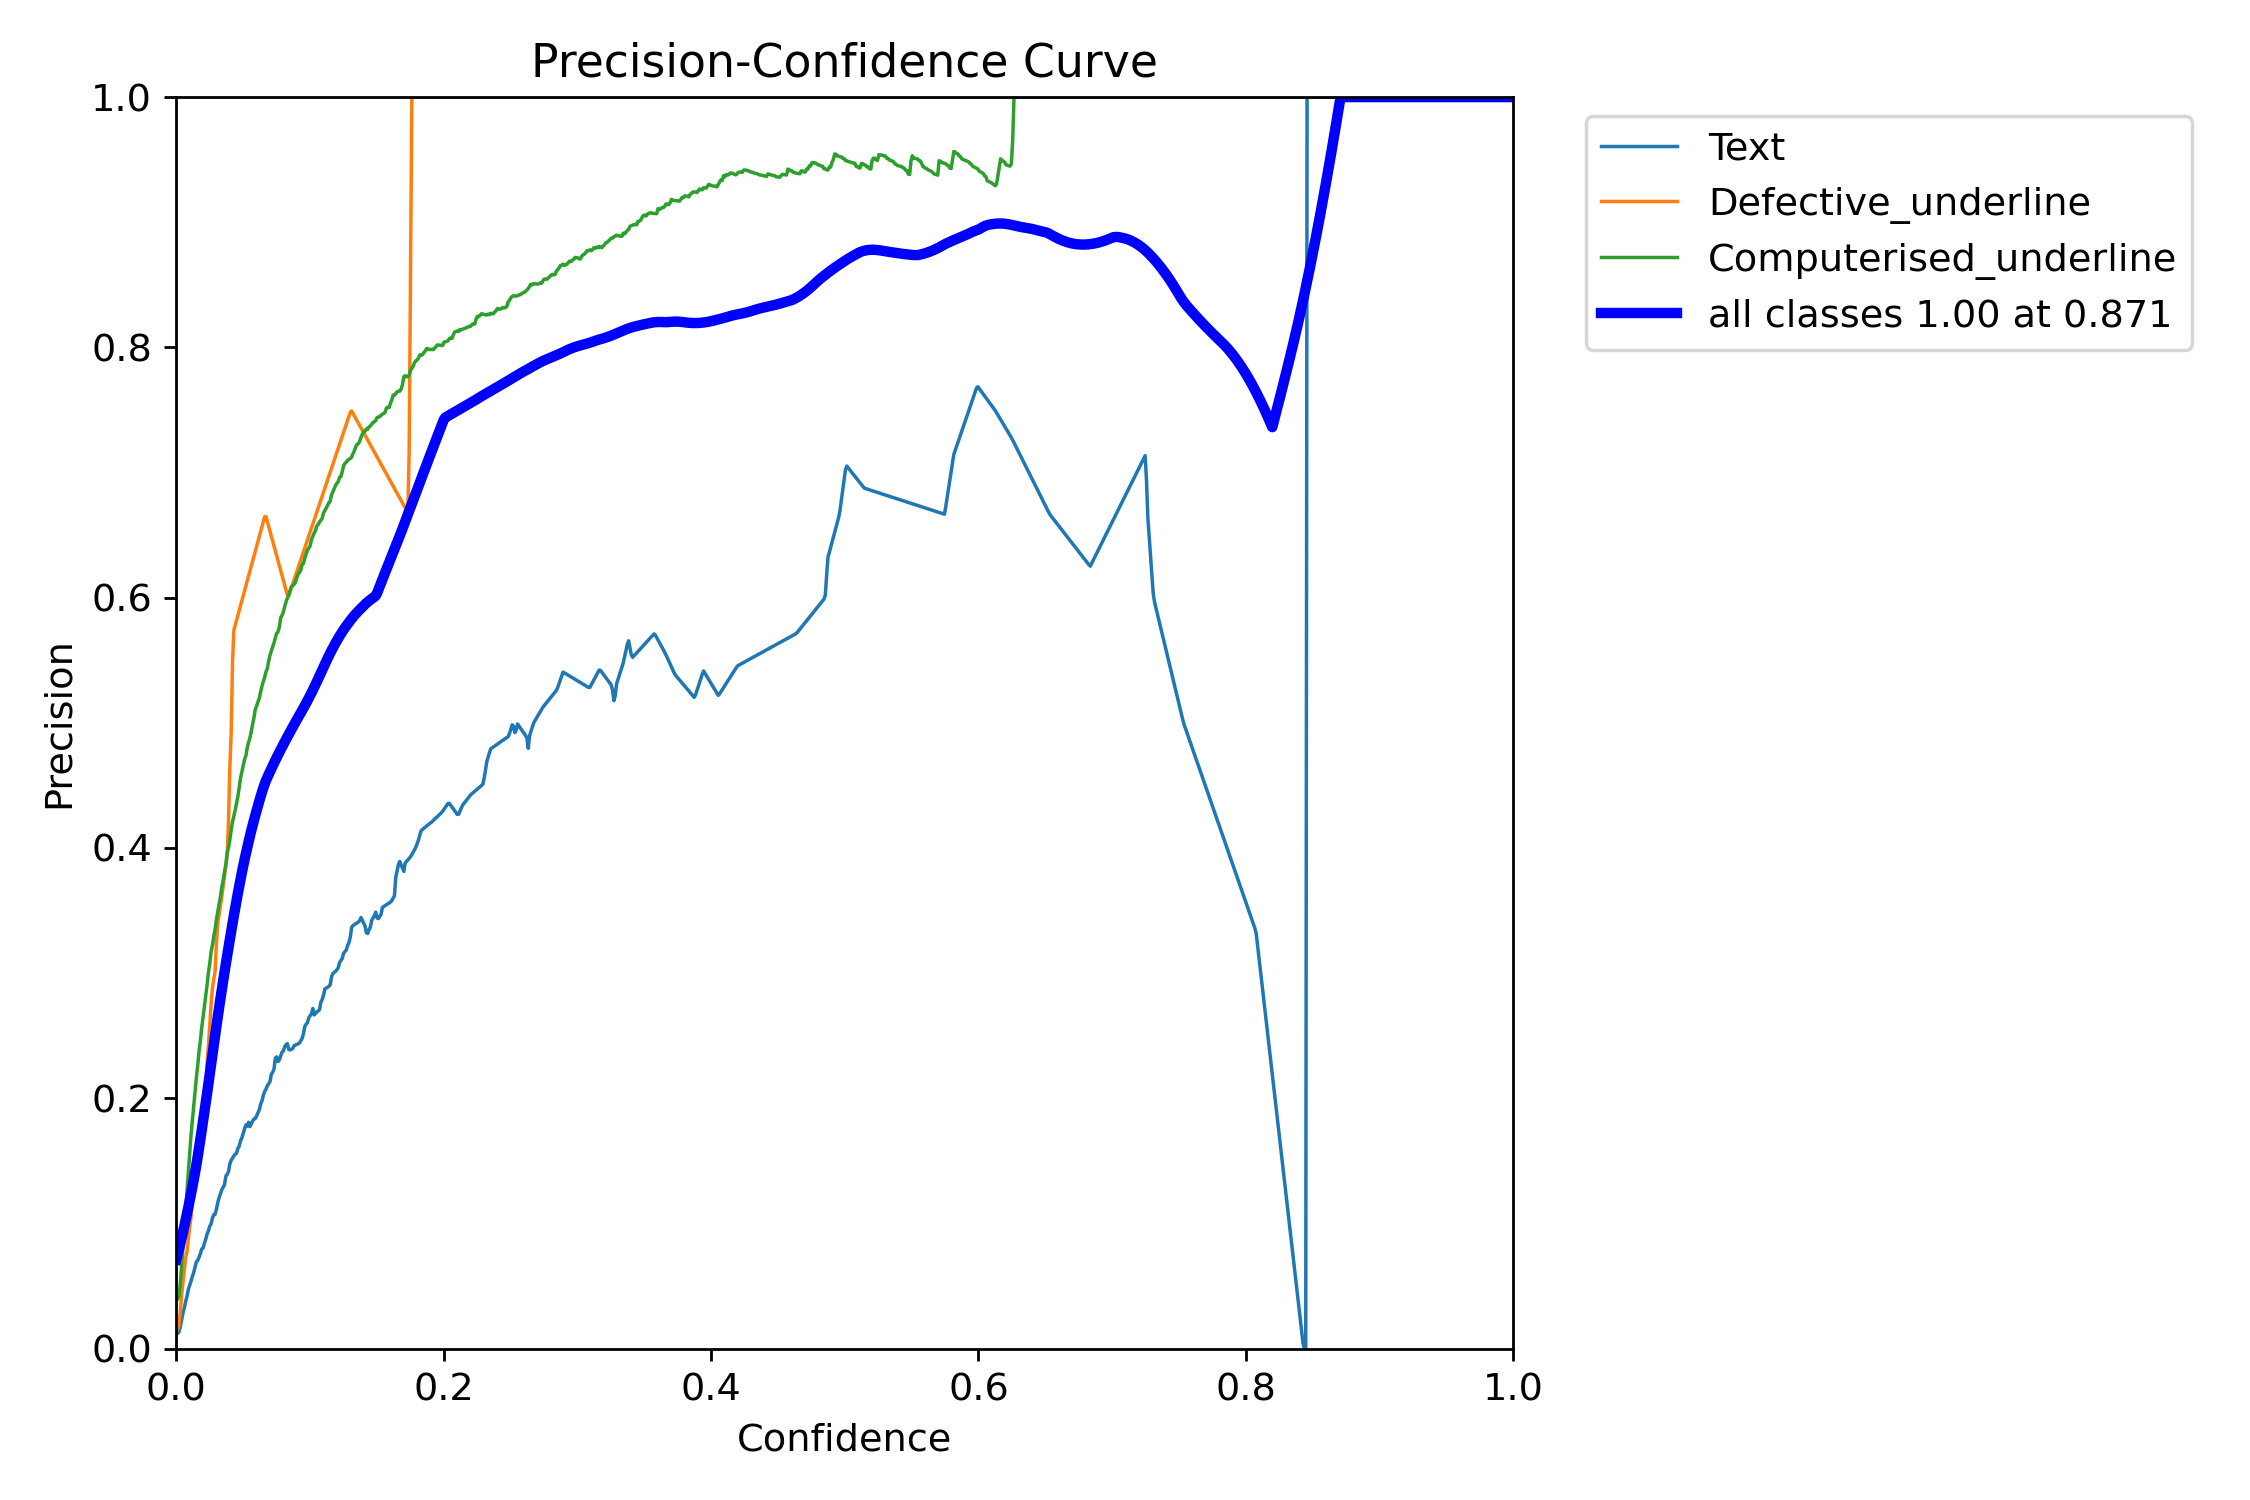 Precision-Confidence Curve
1.0
0.8
0.6
0.4
0.2
0.0
Precision
0.0 0.2 0.4 0.6 0.8 1.0
Confidence
Text
Defective_underline
Computerised_underline
all classes 1.00 at 0.871